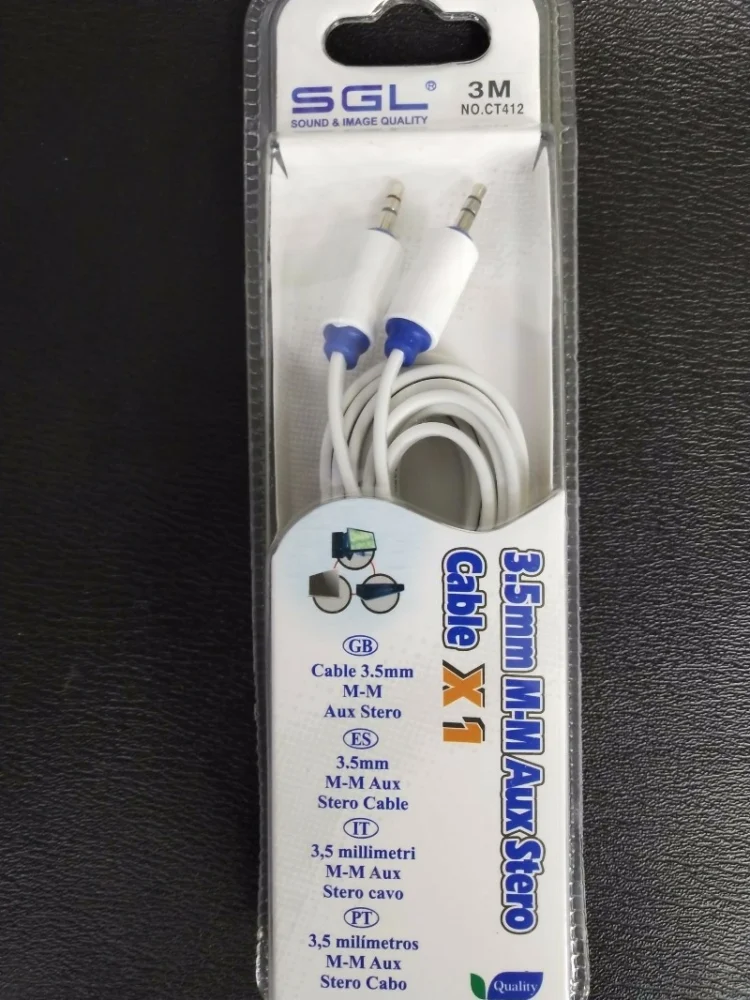 SGL®
SOUND & IMAGE QUALITY
3M
NO.CT412
3.5mm M-M Aux Stero
Cable X 1
GB
Cable 3.5mm
M-M
Aux Stero
ES
3.5mm
M-M Aux
Stero Cable
IT
3,5 millimetri
M-M Aux
Stero cavo
PT
3,5 milímetros
M-M Aux
Stero Cabo
Quality